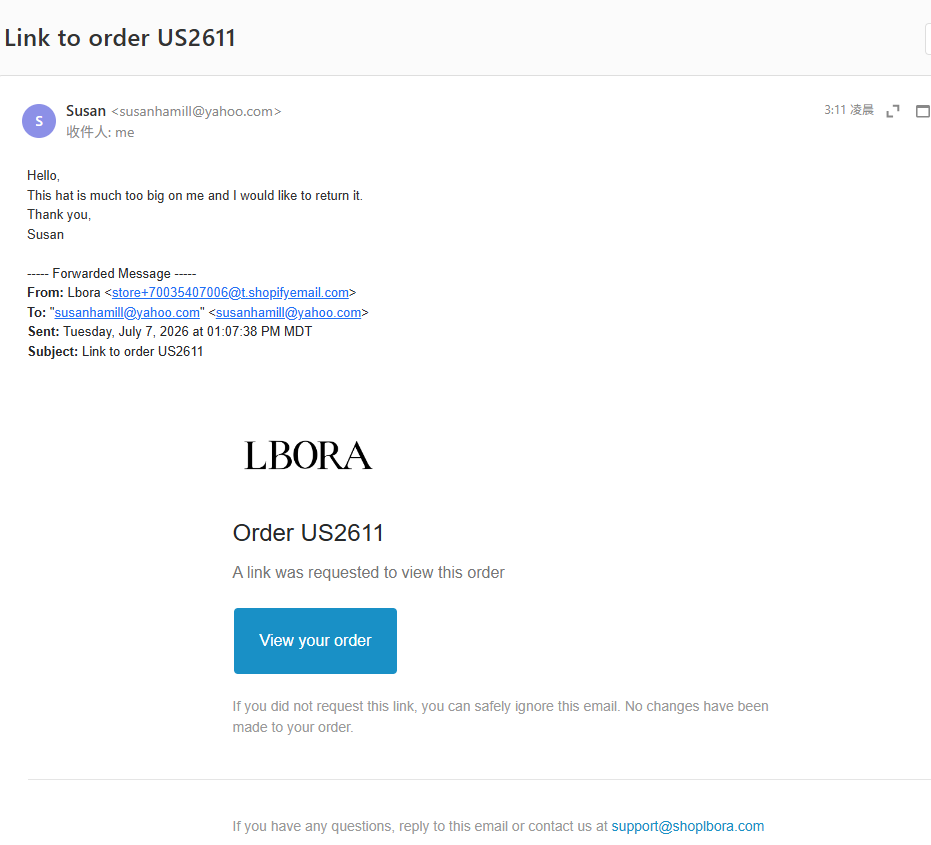 Link to order US2611
S
Susan <susanhamill@yahoo.com>
3:11 凌晨
收件人: me
Hello,
This hat is much too big on me and I would like to return it.
Thank you,
Susan
----- Forwarded Message -----
From: Lbora <store+70035407006@t.shopifyemail.com>
To: "susanhamill@yahoo.com" <susanhamill@yahoo.com>
Sent: Tuesday, July 7, 2026 at 01:07:38 PM MDT
Subject: Link to order US2611
LBORA
Order US2611
A link was requested to view this order
View your order
If you did not request this link, you can safely ignore this email. No changes have been
made to your order.
If you have any questions, reply to this email or contact us at support@shoplbora.com